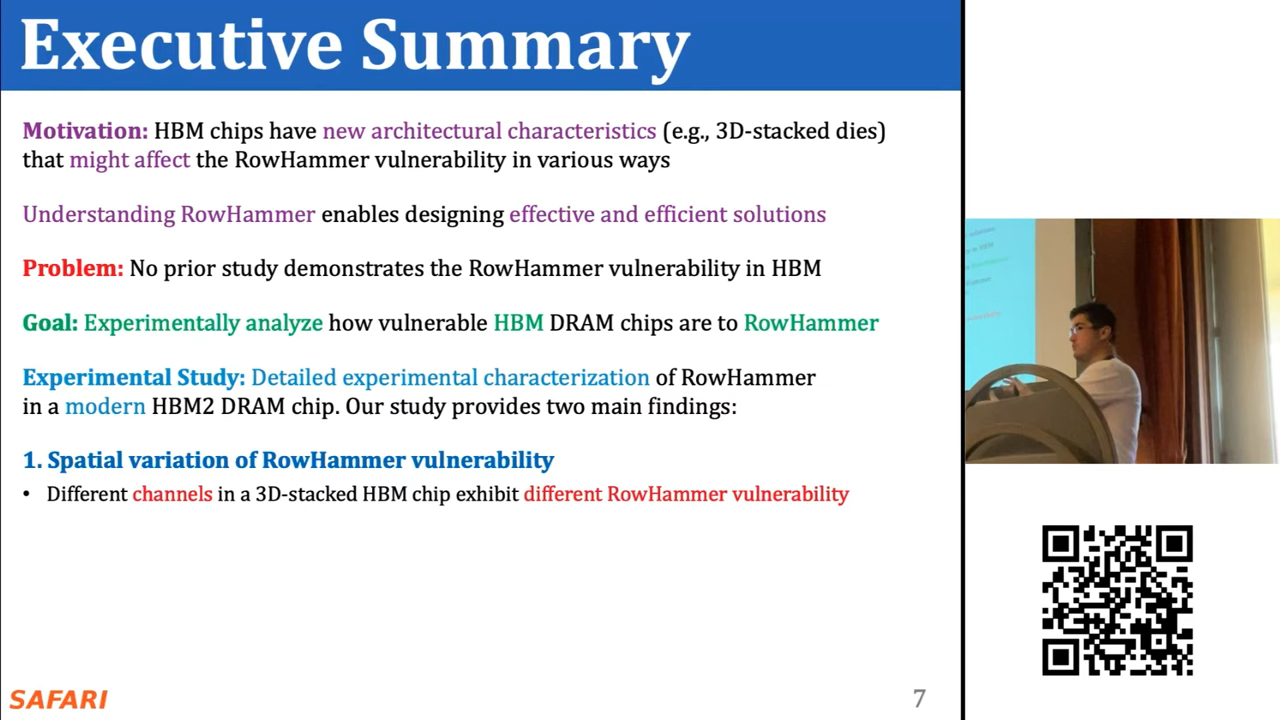 Executive Summary
Motivation: HBM chips have new architectural characteristics (e.g., 3D-stacked dies)
that might affect the RowHammer vulnerability in various ways
Understanding RowHammer enables designing effective and efficient solutions
Problem: No prior study demonstrates the RowHammer vulnerability in HBM
Goal: Experimentally analyze how vulnerable HBM DRAM chips are to RowHammer
Experimental Study: Detailed experimental characterization of RowHammer
in a modern HBM2 DRAM chip. Our study provides two main findings:
1. Spatial variation of RowHammer vulnerability
• Different channels in a 3D-stacked HBM chip exhibit different RowHammer vulnerability
SAFARI
7